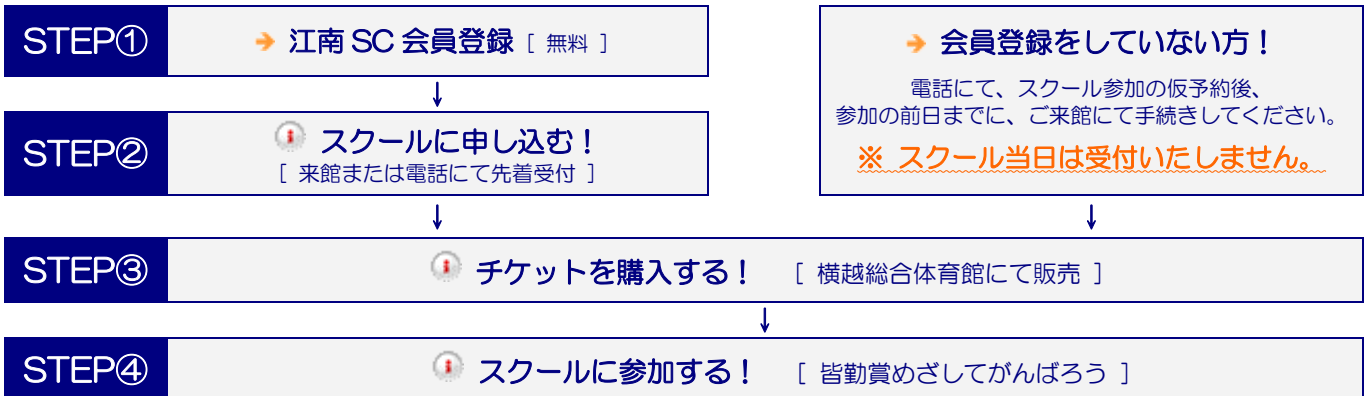 STEP①
江南SC会員登録 [ 無料 ]
STEP②
スクールに申し込む！
[ 来館または電話にて先着受付 ]
会員登録をしていない方！
電話にて、スクール参加の仮予約後、
参加の前日までに、ご来館にて手続きしてください。
※ スクール当日は受付いたしません。
STEP③
チケットを購入する！ [ 横越総合体育館にて販売 ]
STEP④
スクールに参加する！ [ 皆勤賞めざしてがんばろう ]